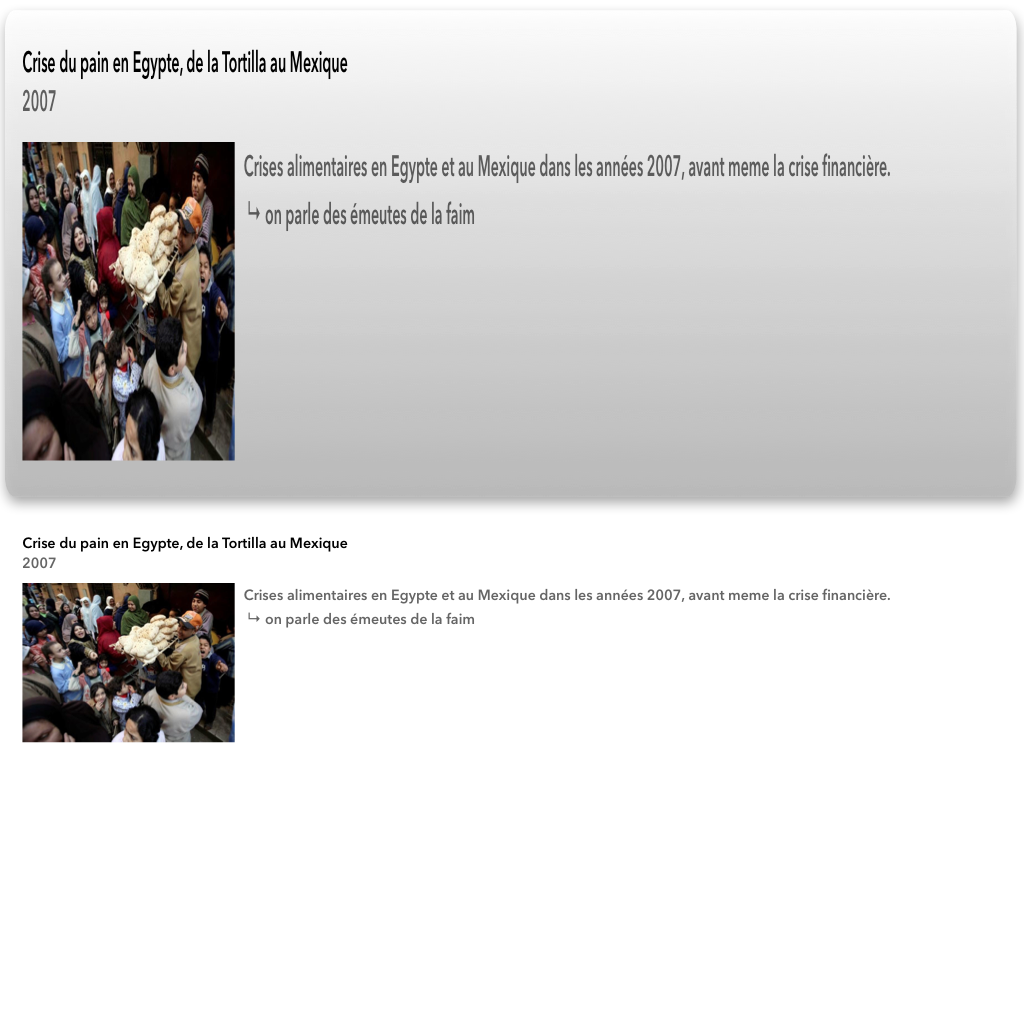 Crise du pain en Egypte, de la Tortilla au Mexique
2007
Crises alimentaires en Egypte et au Mexique dans les années 2007, avant meme la crise financière.
↳ on parle des émeutes de la faim
Crise du pain en Egypte, de la Tortilla au Mexique
2007
Crises alimentaires en Egypte et au Mexique dans les années 2007, avant meme la crise financière.
↳ on parle des émeutes de la faim